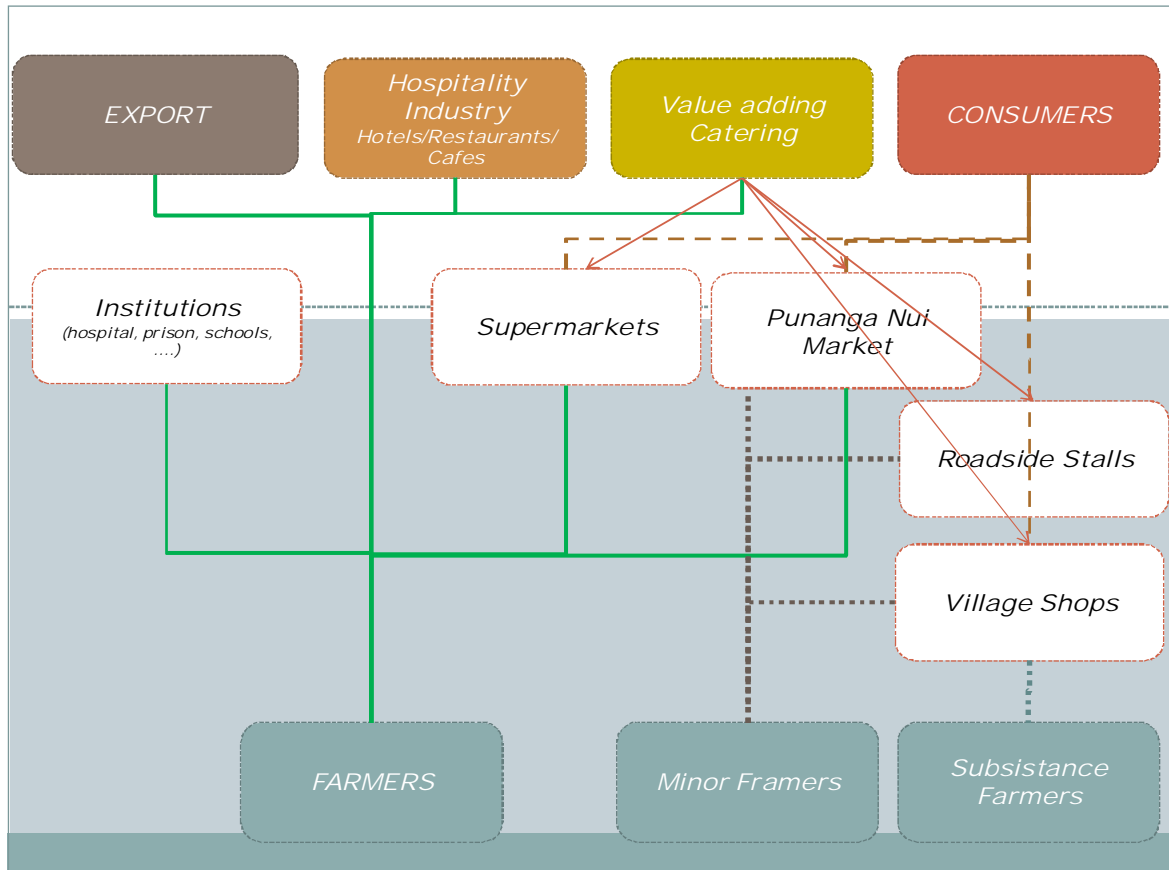 EXPORT
Hospitality
Industry
Hotels/Restaurants/
Cafes
Value adding
Catering
CONSUMERS
Institutions
(hospital, prison, schools,
....)
Supermarkets
Punanga Nui
Market
Roadside Stalls
Village Shops
FARMERS
Minor Framers
Subsistance
Farmers